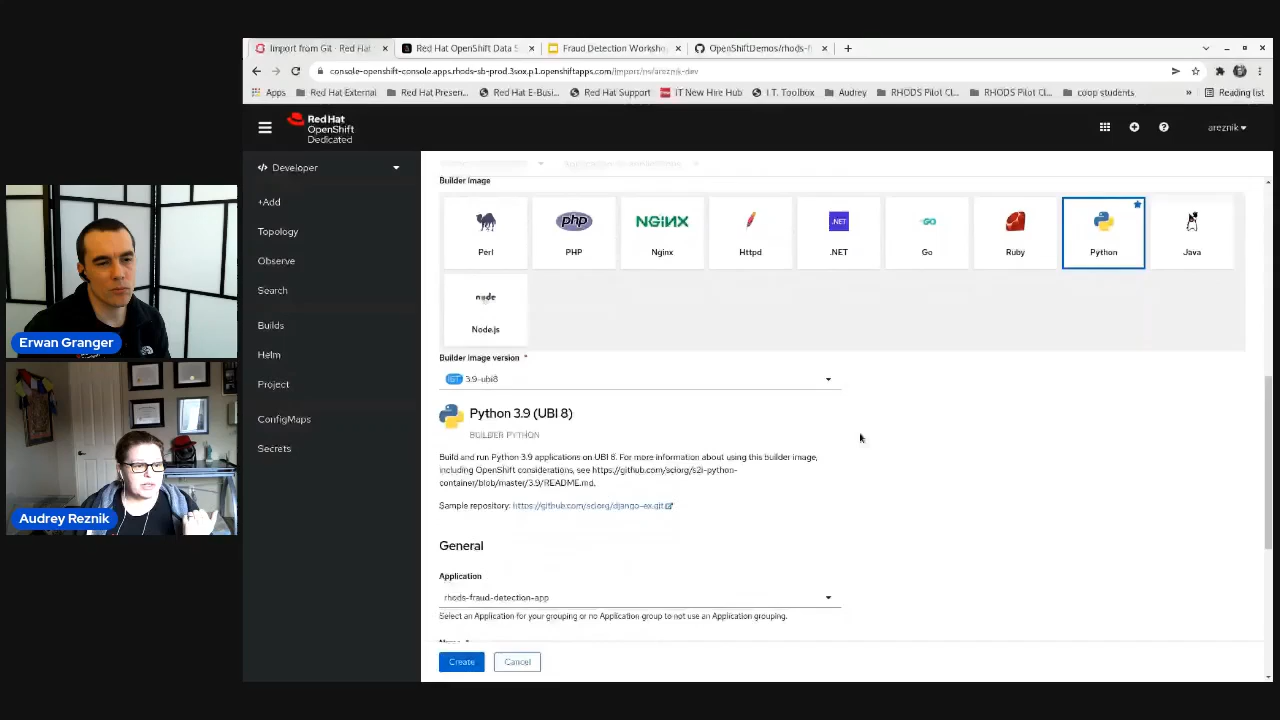 Import from Git · Red Hat
Red Hat OpenShift Data S
Fraud Detection Worksho
OpenShiftDemos/rhods-f
console-openshift-console.apps.rhods-sb-prod.3sox.p1.openshiftapps.com/import/ns/areznik-dev
Apps
Red Hat External
Red Hat Presen...
Red Hat E-Busi...
Red Hat Support
IT New Hire Hub
I T. Toolbox
Audrey
RHODS Pilot Cl...
RHODS Pilot Cl...
coop students
»
Reading list
Red Hat
OpenShift
Dedicated
areznik
</> Developer
+Add
Topology
Observe
Search
Builds
Helm
Project
ConfigMaps
Secrets
Builder Image
Perl
php
PHP
NGINX
Nginx
Httpd
.NET
.NET
GO
Go
Ruby
Python
Java
node
Node.js
Builder Image version *
IST 3.9-ubi8
Python 3.9 (UBI 8)
BUILDER PYTHON
Build and run Python 3.9 applications on UBI 8. For more information about using this builder image,
including OpenShift considerations, see https://github.com/sclorg/s2i-python-
container/blob/master/3.9/README.md.
Sample repository: https://github.com/sclorg/django-ex.git
General
Application
rhods-fraud-detection-app
Select an Application for your grouping or no Application group to not use an Application grouping.
Create
Cancel
Erwan Granger
Audrey Reznik